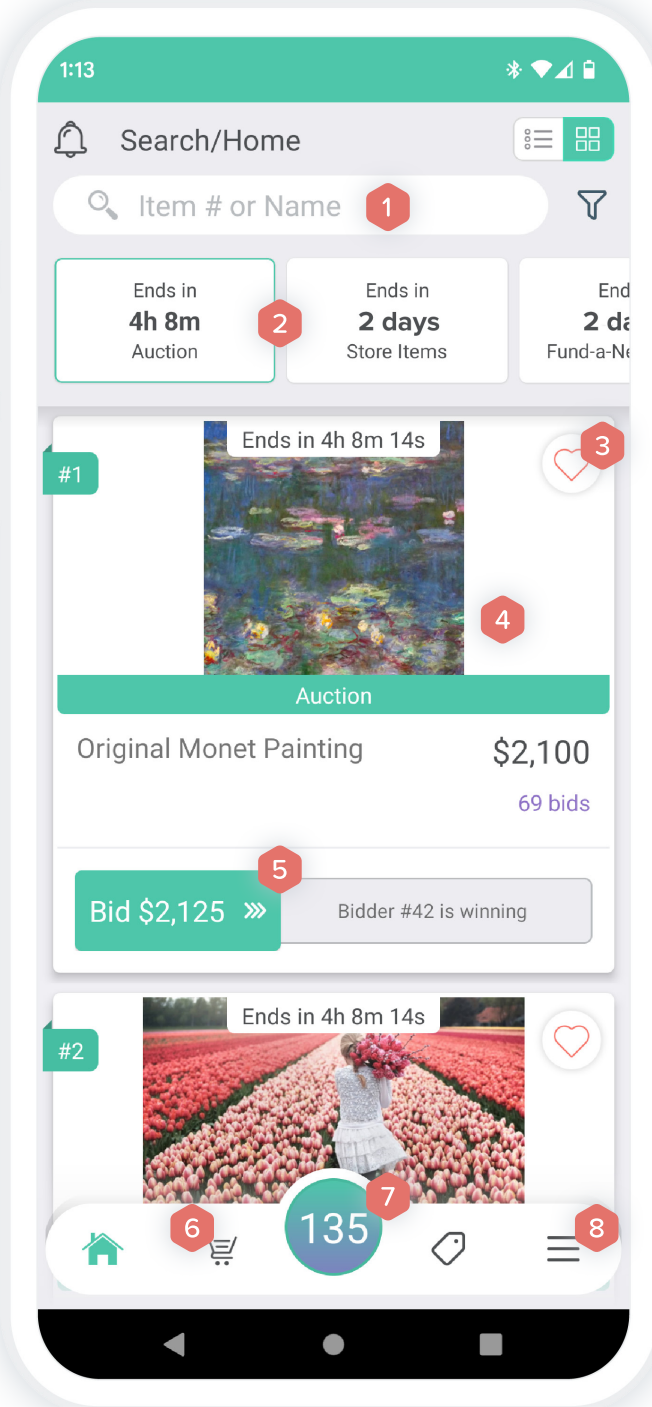 1:13
Search/Home
Item # or Name
1
Ends in
4h 8m
Auction
2
Ends in
2 days
Store Items
End
2 da
Fund-a-Ne
Ends in 4h 8m 14s
3
#1
4
Auction
Original Monet Painting
$2,100
69 bids
5
Bid $2,125
Bidder #42 is winning
Ends in 4h 8m 14s
#2
6
135
7
8